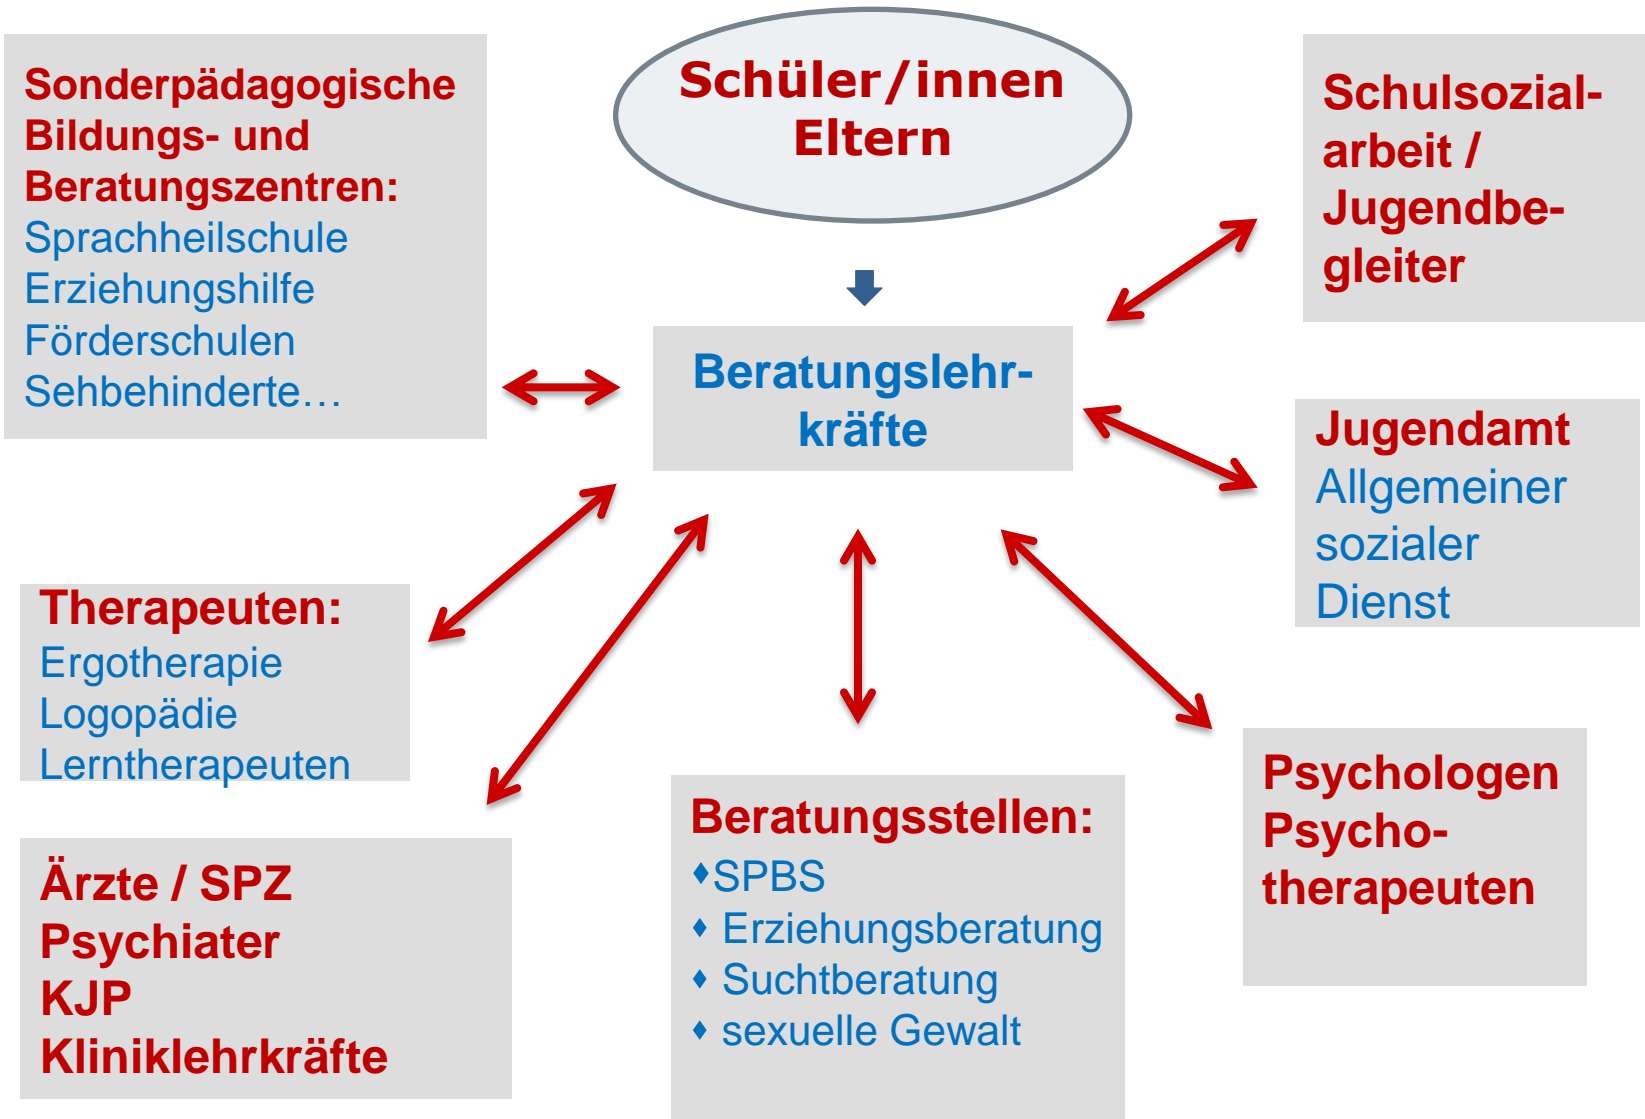 Schüler/innen
Eltern
Sonderpädagogische
Bildungs- und
Beratungszentren:
Sprachheilschule
Erziehungshilfe
Förderschulen
Sehbehinderte…
Schulsozial-
arbeit /
Jugendbe-
gleiter
Beratungslehr-
kräfte
Jugendamt
Allgemeiner
sozialer
Dienst
Therapeuten:
Ergotherapie
Logopädie
Lerntherapeuten
Ärzte / SPZ
Psychiater
KJP
Kliniklehrkräfte
Beratungsstellen:
♦SPBS
♦ Erziehungsberatung
♦ Suchtberatung
♦ sexuelle Gewalt
Psychologen
Psycho-
therapeuten